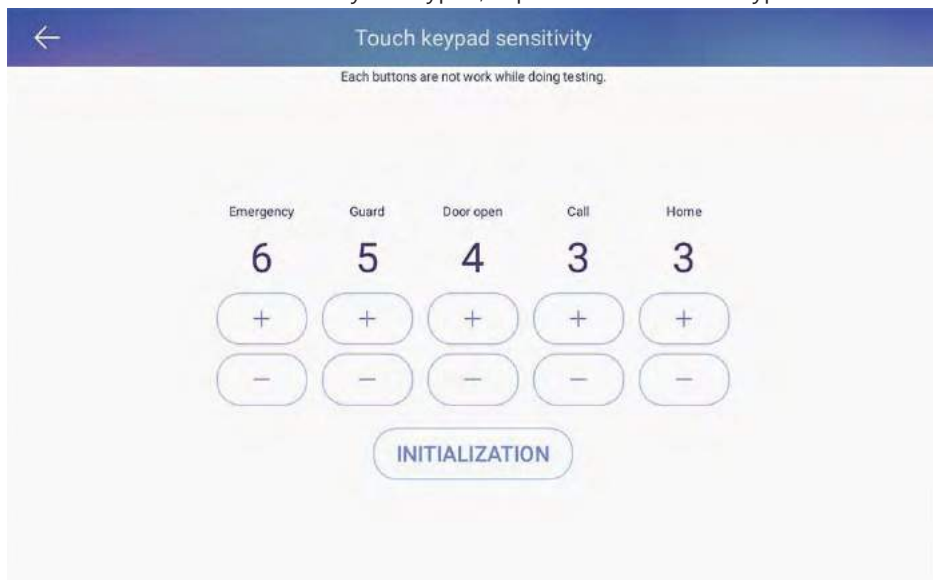 Touch keypad sensitivity
Each buttons are not work while doing testing.
Emergency Guard Door open Call Home
6 5 4 3 3
+ + + + +
- - - - -
INITIALIZATION